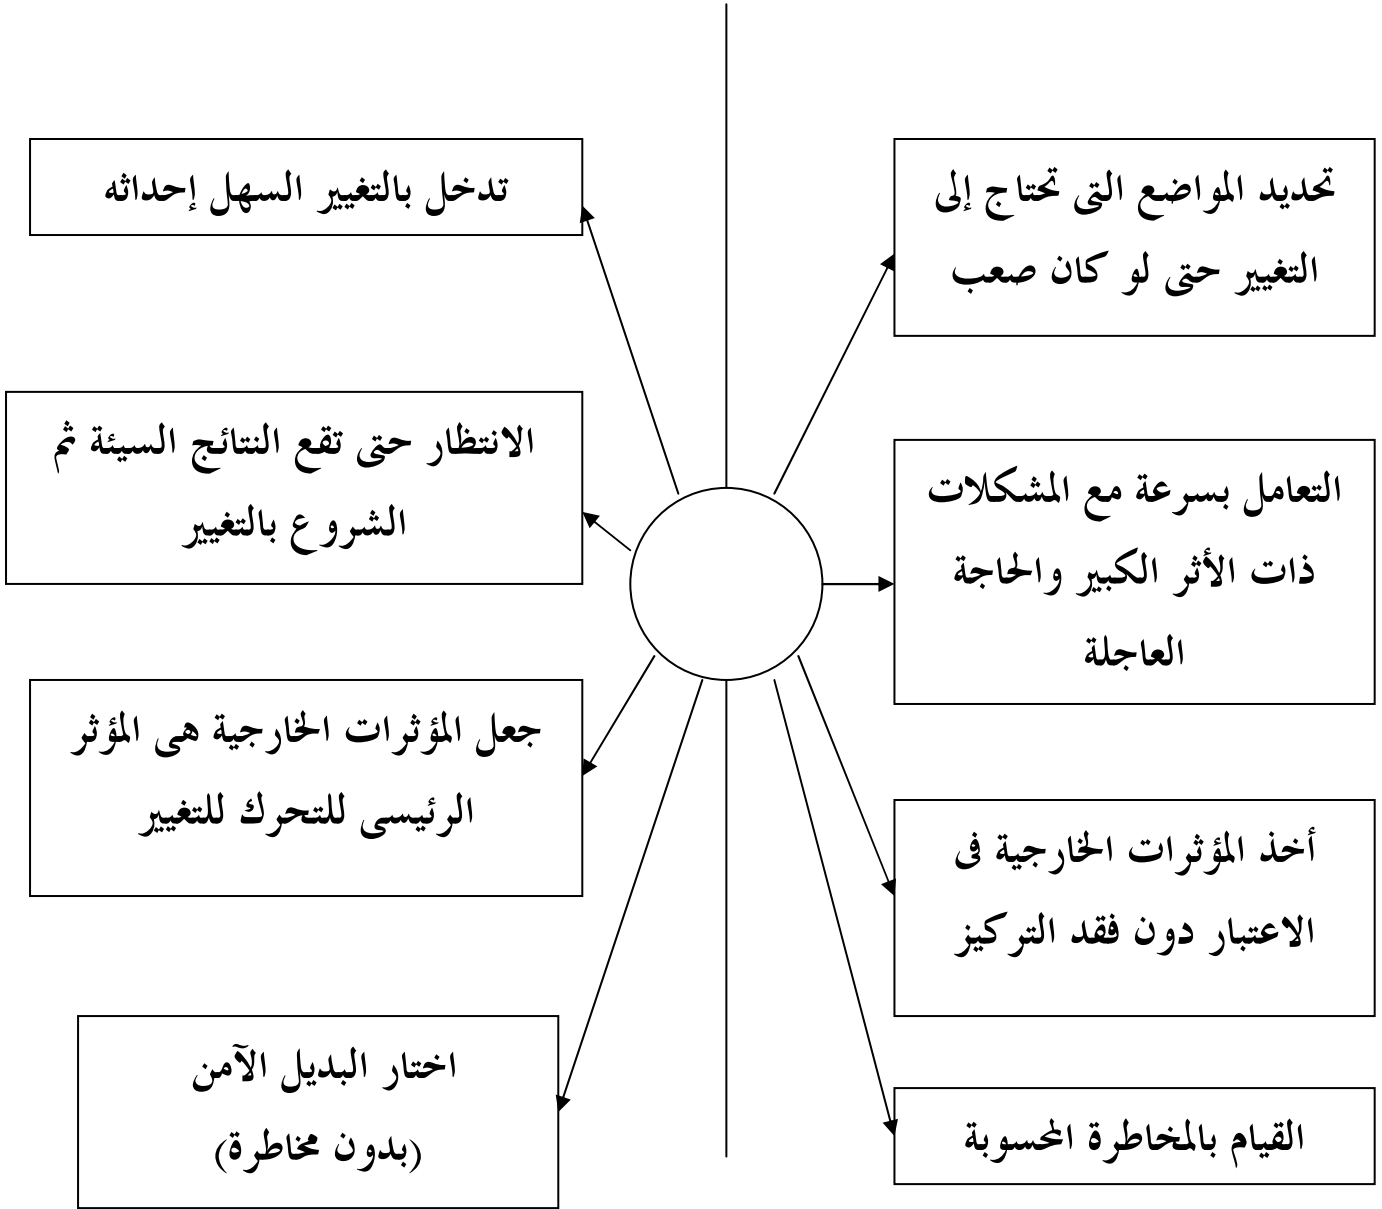 تحديد المواضع التى تحتاج إلى
التغيير حتى لو كان صعب
التعامل بسرعة مع المشكلات
ذات الأثر الكبير والحاجة
العاجلة
أخذ المؤثرات الخارجية فى
الاعتبار دون فقد التركيز
القيام بالمخاطرة المحسوبة
تدخل بالتغيير السهل إحداثه
الانتظار حتى تقع النتائج السيئة ثم
الشروع بالتغيير
جعل المؤثرات الخارجية هى المؤثر
الرئيسى للتحرك للتغيير
اختار البديل الآمن
(بدون مخاطرة)